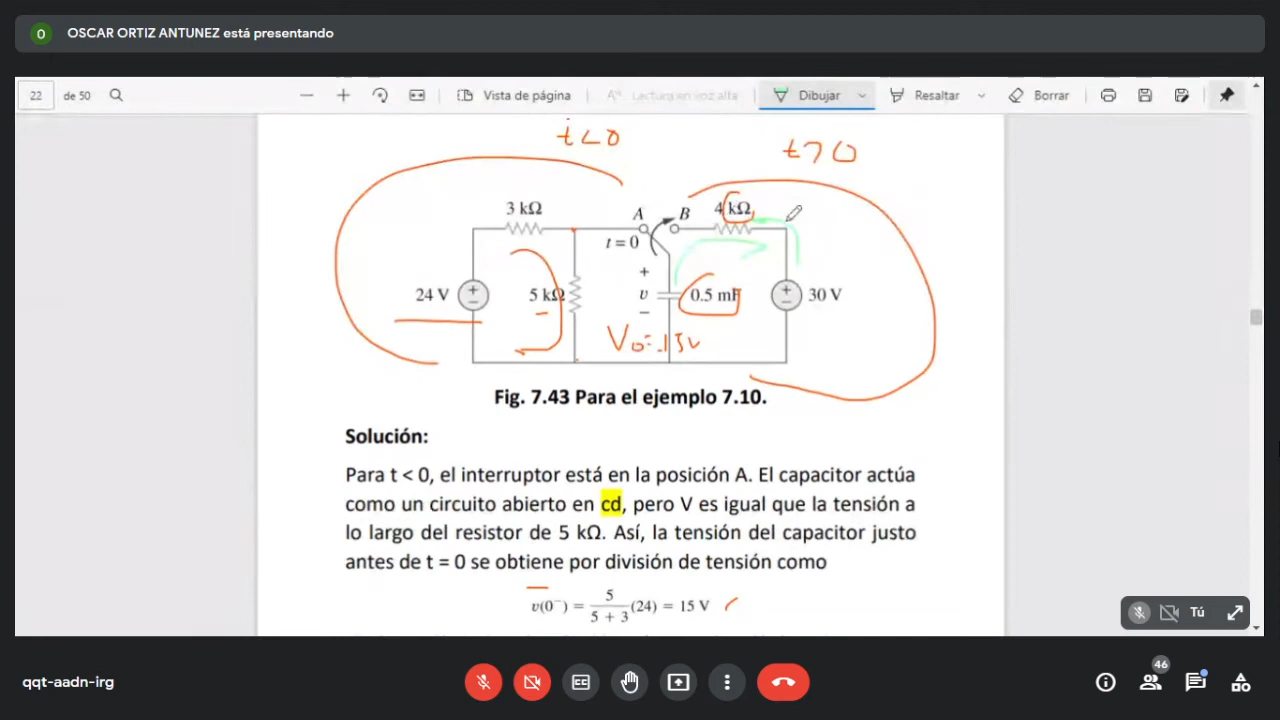 O OSCAR ORTIZ ANTUNEZ está presentando
22 de 50 Vista de página Lectura en voz alta Dibujar Resaltar Borrar
t<0
t>0
3 kΩ A B 4 kΩ
t = 0
+
24 V + − 5 kΩ v 0.5 mF + − 30 V
−
V0=15v
Fig. 7.43 Para el ejemplo 7.10.
Solución:
Para t < 0, el interruptor está en la posición A. El capacitor actúa
como un circuito abierto en cd, pero V es igual que la tensión a
lo largo del resistor de 5 kΩ. Así, la tensión del capacitor justo
antes de t = 0 se obtiene por división de tensión como
v(0⁻) = 5 / (5 + 3) (24) = 15 V
Tú
qqt-aadn-irg
46